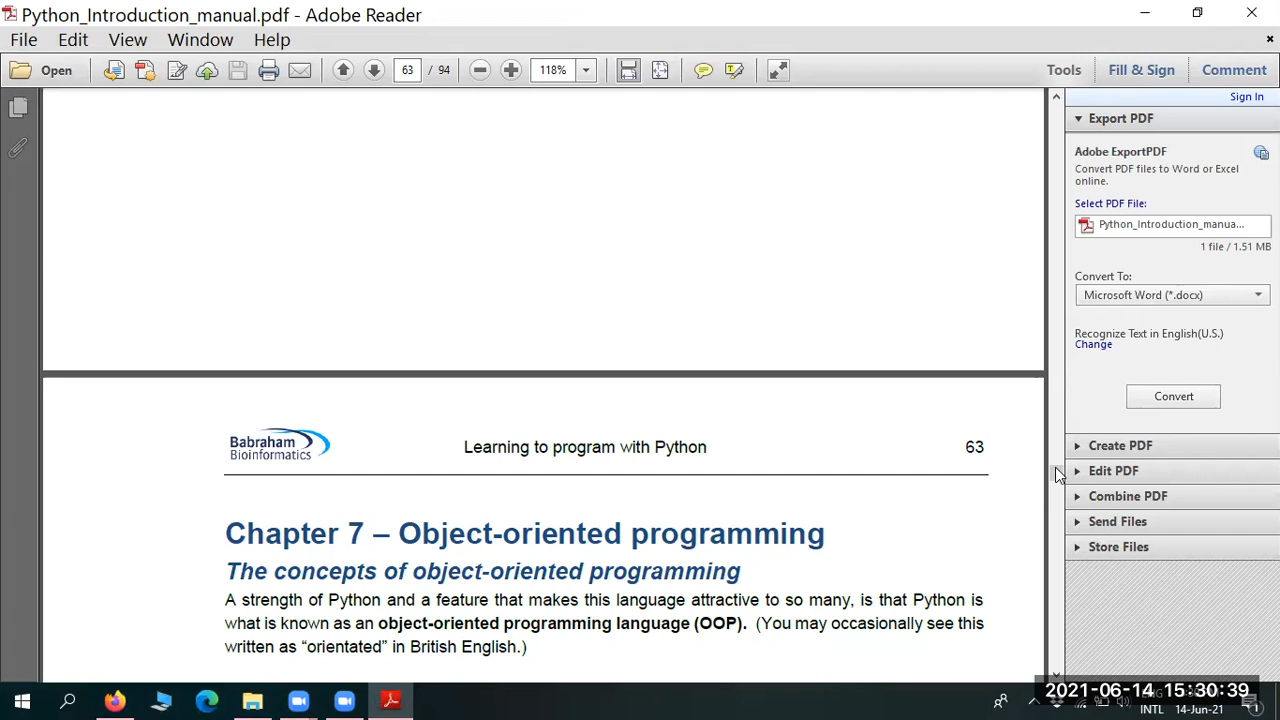 Python_Introduction_manual.pdf - Adobe Reader
File Edit View Window Help
Open 63 / 94 118% Tools Fill & Sign Comment
Sign In
Export PDF
Adobe ExportPDF
Convert PDF files to Word or Excel
online.
Select PDF File:
Python_Introduction_manua...
1 file / 1.51 MB
Convert To:
Microsoft Word (*.docx)
Recognize Text in English(U.S.)
Change
Convert
Create PDF
Edit PDF
Combine PDF
Send Files
Store Files
Babraham
Bioinformatics
Learning to program with Python 63
Chapter 7 – Object-oriented programming
The concepts of object-oriented programming
A strength of Python and a feature that makes this language attractive to so many, is that Python is
what is known as an object-oriented programming language (OOP). (You may occasionally see this
written as “orientated” in British English.)
2021-06-14 15:30:39
INTL 14-Jun-21